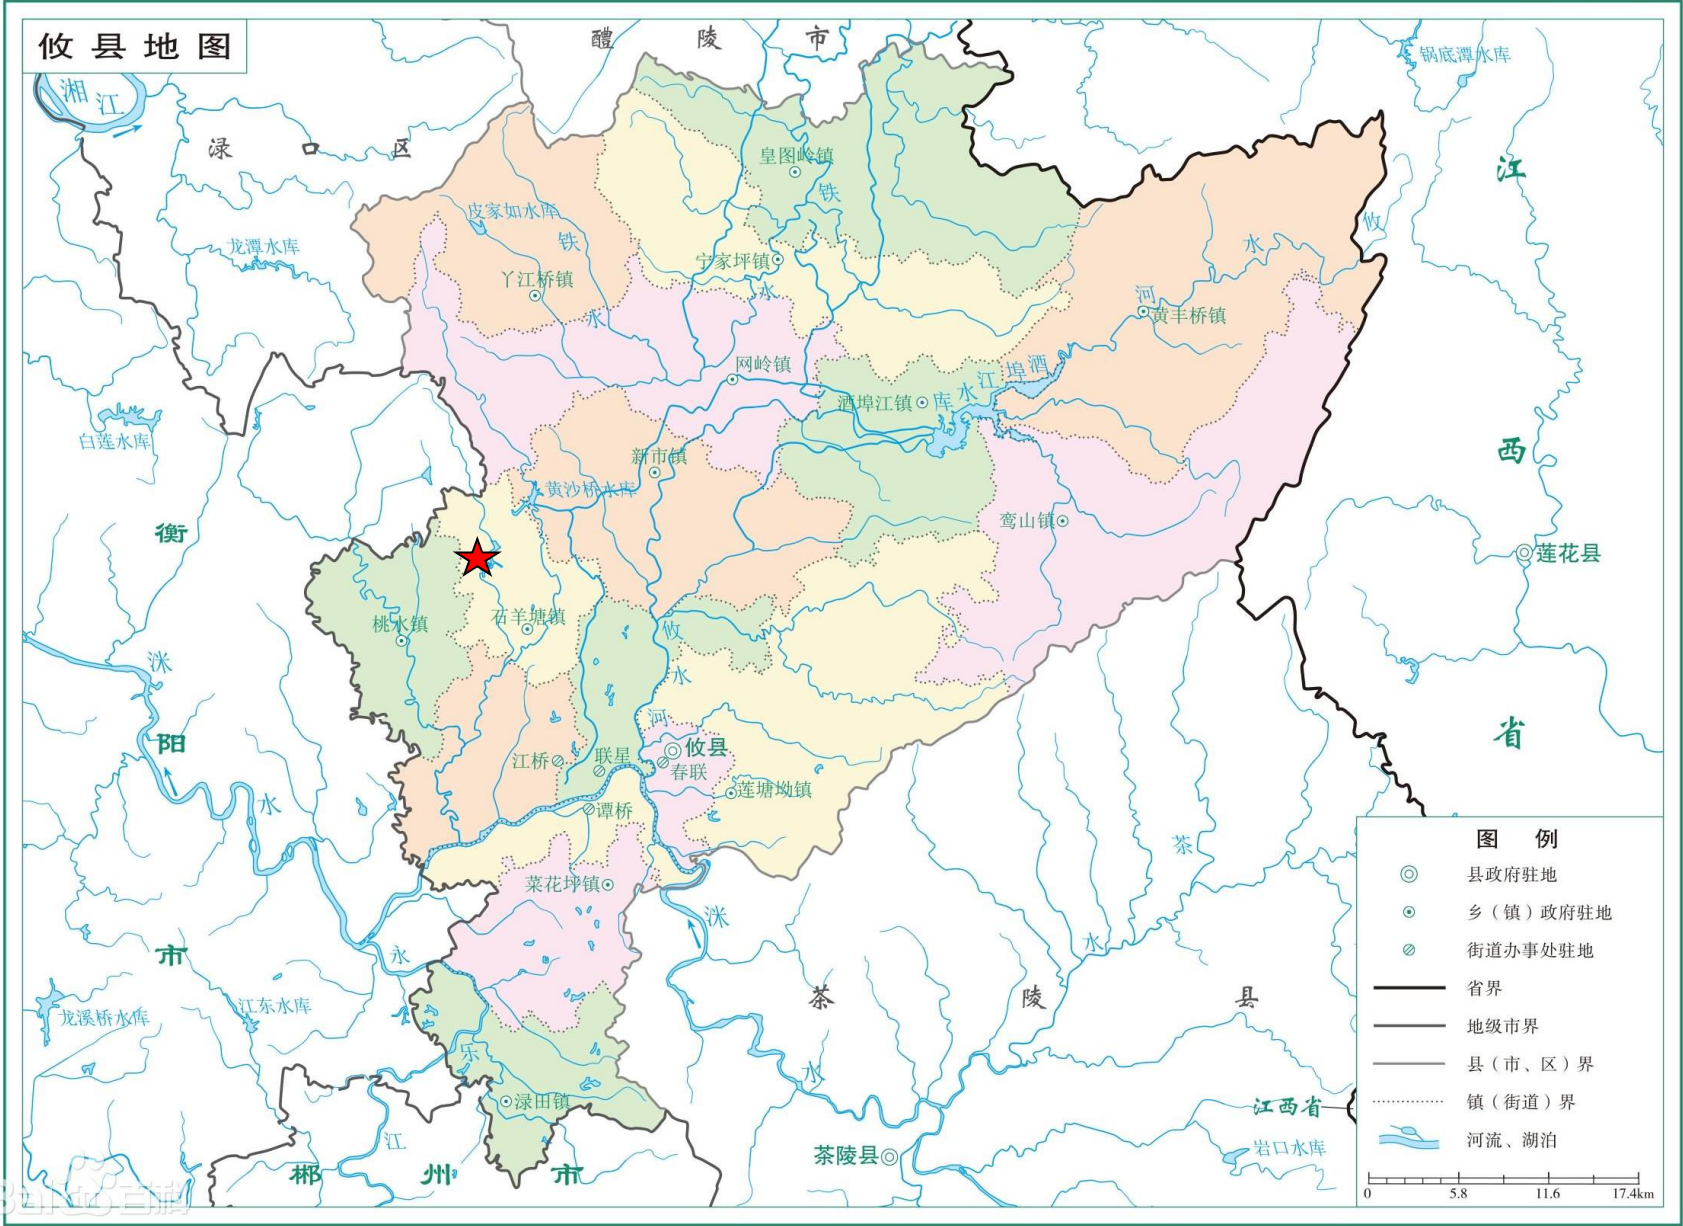 攸县地图
醴陵市
锅底潭水库
湘江
渌口区
江
皇图岭镇
铁
皮家如水库
攸
铁
水
龙潭水库
宁家坪镇
丫江桥镇
水
河
黄丰桥镇
水
网岭镇
酒埠江水库
酒埠江镇
白莲水库
西
新市镇
黄沙桥水库
鸾山镇
衡
莲花县
石羊塘镇
桃水镇
攸
洣
水
河
省
阳
攸县
联星
江桥
春联
莲塘坳镇
水
谭桥
茶
菜花坪镇
洣
水
市
永
茶陵县
江东水库
龙溪桥水库
乐
水
渌田镇
江西省
江
茶陵县
岩口水库
郴州市
图例
县政府驻地
乡（镇）政府驻地
街道办事处驻地
省界
地级市界
县（市、区）界
镇（街道）界
河流、湖泊
0 5.8 11.6 17.4km
Bai 百科